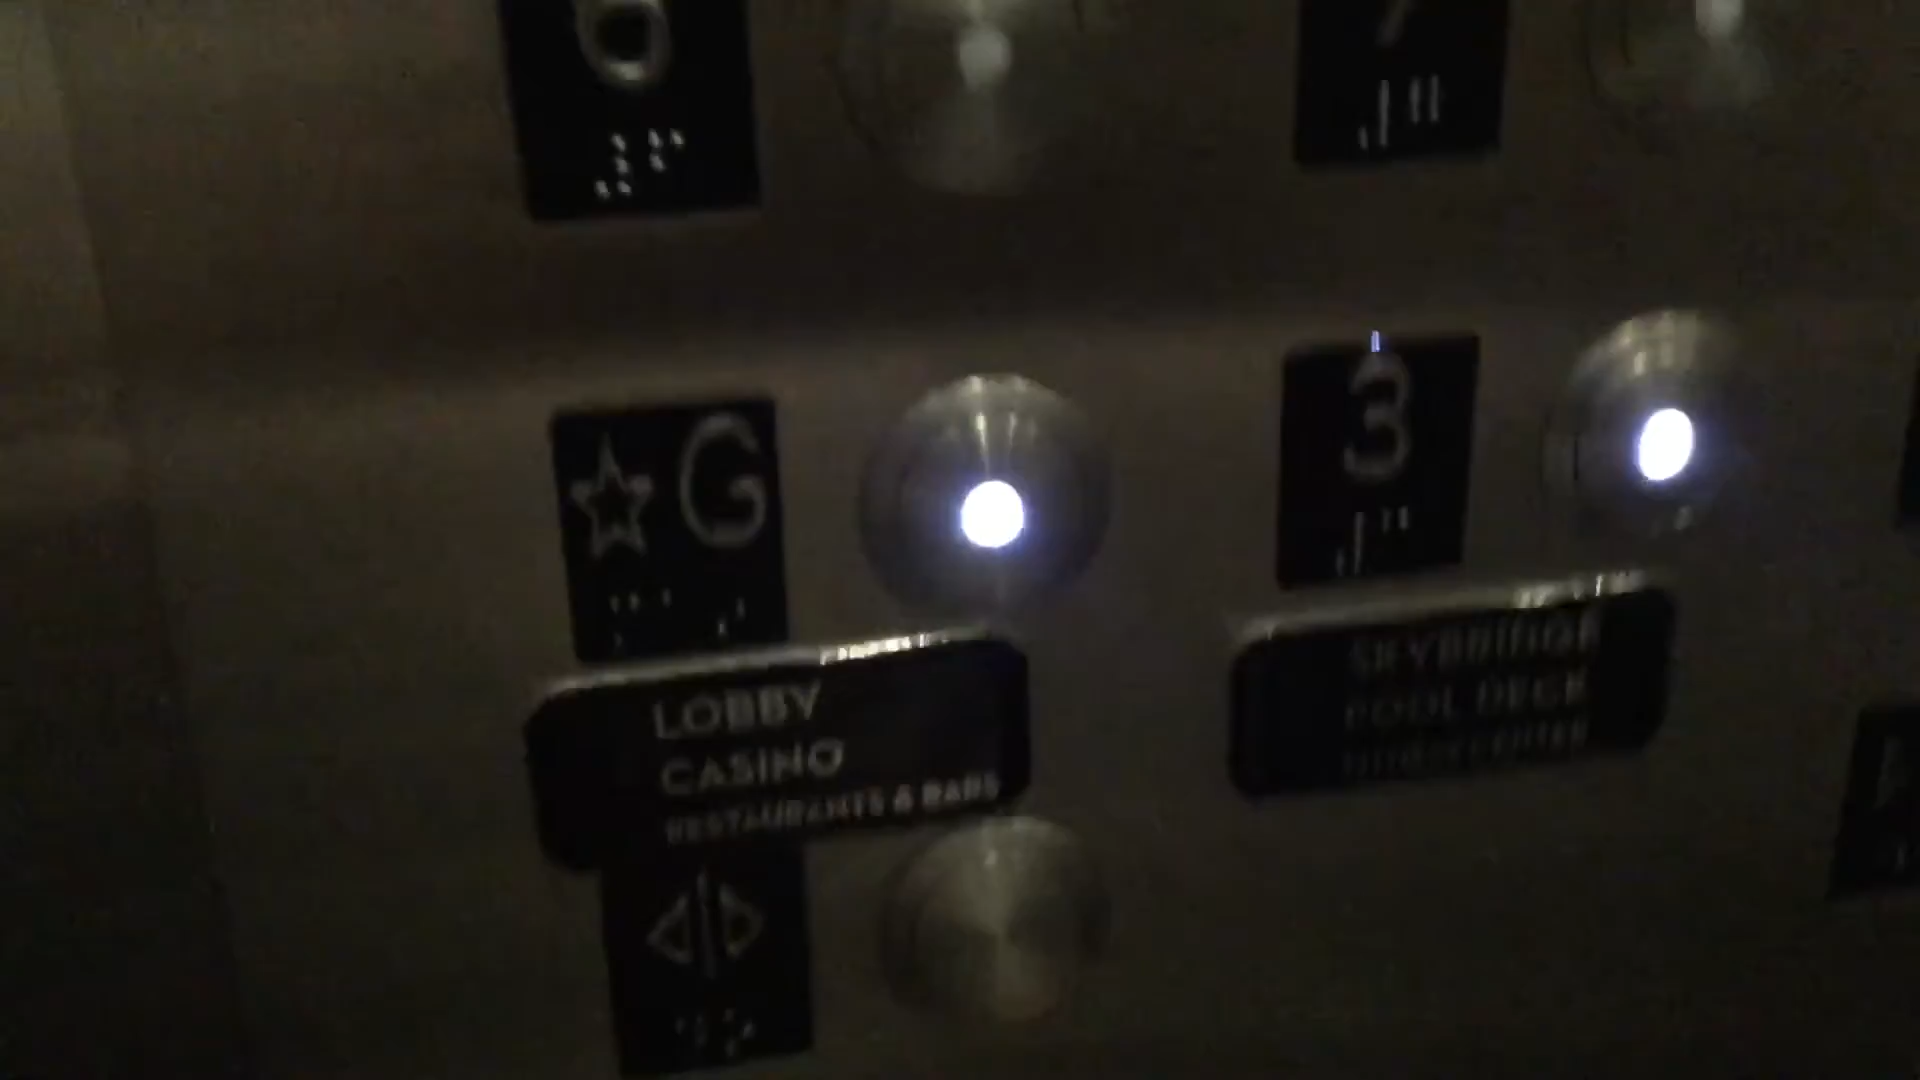 6
7
☆G
3
LOBBY
CASINO
RESTAURANTS & BARS
SKYBRIDGE
POOL DECK